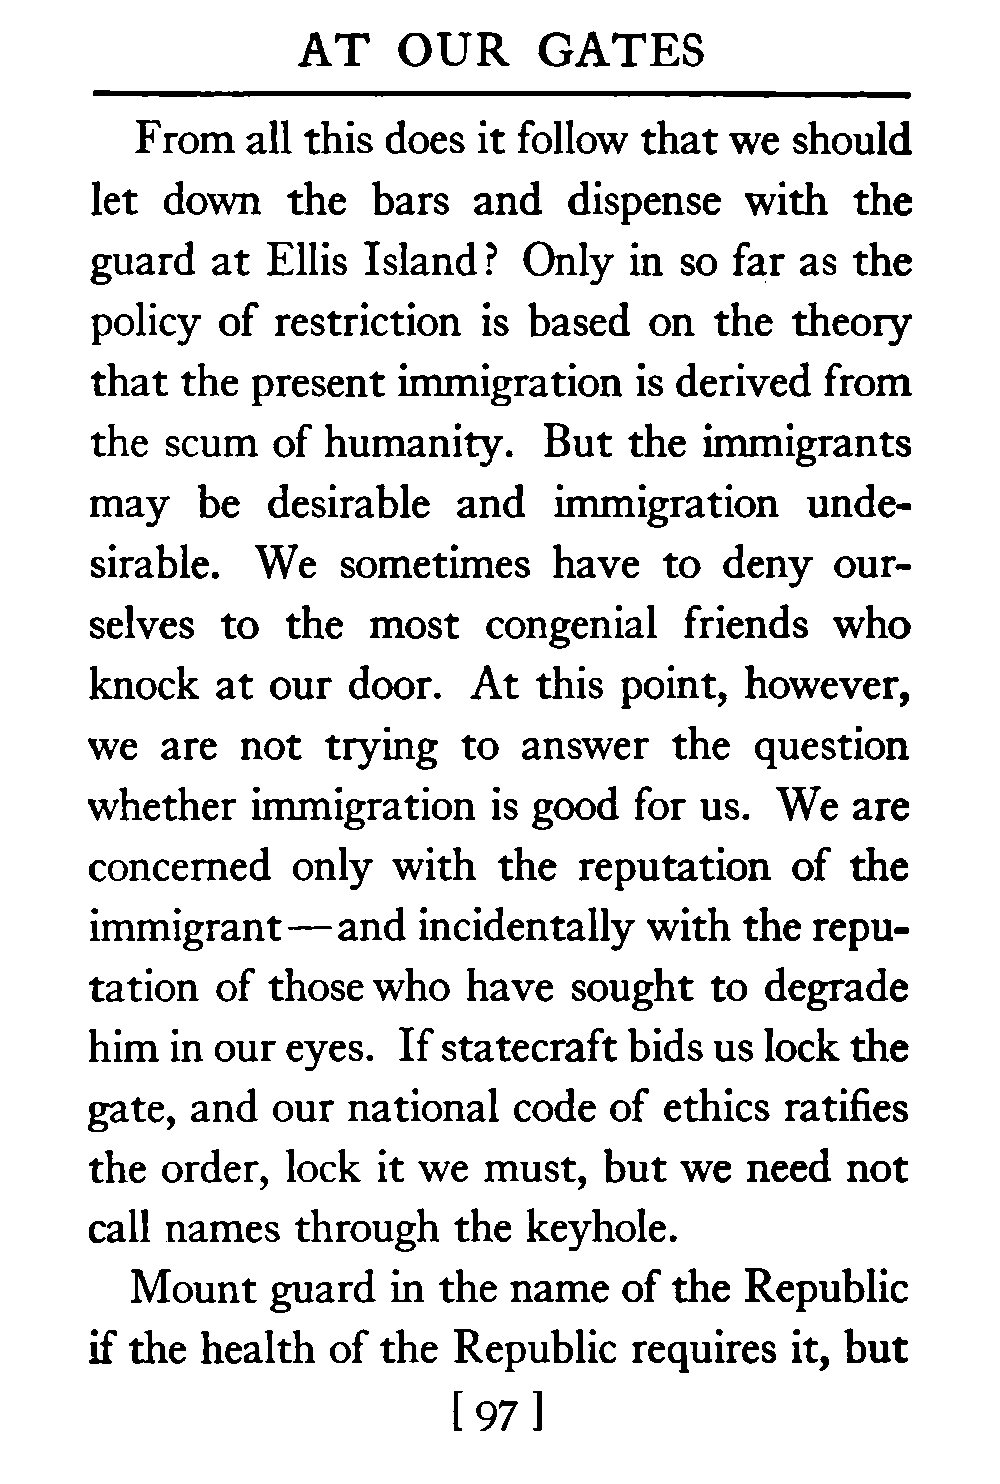 AT OUR GATES
From all this does it follow that we should
let down the bars and dispense with the
guard at Ellis Island? Only in so far as the
policy of restriction is based on the theory
that the present immigration is derived from
the scum of humanity. But the immigrants
may be desirable and immigration unde-
sirable. We sometimes have to deny our-
selves to the most congenial friends who
knock at our door. At this point, however,
we are not trying to answer the question
whether immigration is good for us. We are
concerned only with the reputation of the
immigrant—and incidentally with the repu-
tation of those who have sought to degrade
him in our eyes. If statecraft bids us lock the
gate, and our national code of ethics ratifies
the order, lock it we must, but we need not
call names through the keyhole.
Mount guard in the name of the Republic
if the health of the Republic requires it, but
[ 97 ]